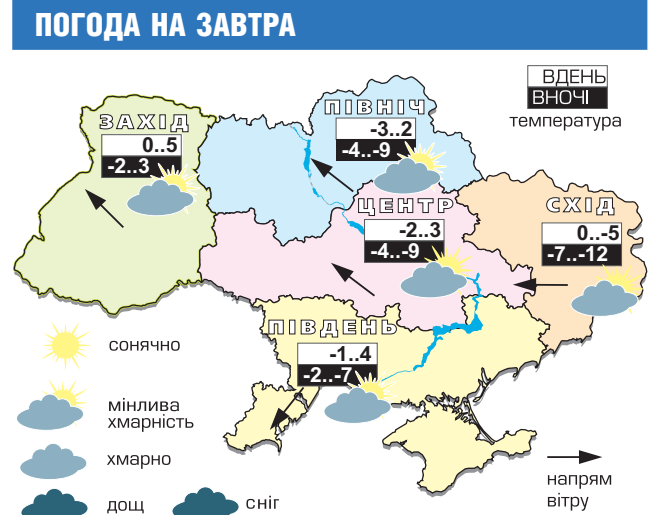 ПОГОДА НА ЗАВТРА
ВДЕНЬ
ВНОЧІ
температура
ЗАХІД
0..5
-2..3
ПІВНІЧ
-3..2
-4..-9
ЦЕНТР
-2..3
-4..-9
СХІД
0..-5
-7..-12
ПІВДЕНЬ
-1..4
-2..-7
сонячно
мінлива
хмарність
хмарно
дощ
сніг
напрям
вітру